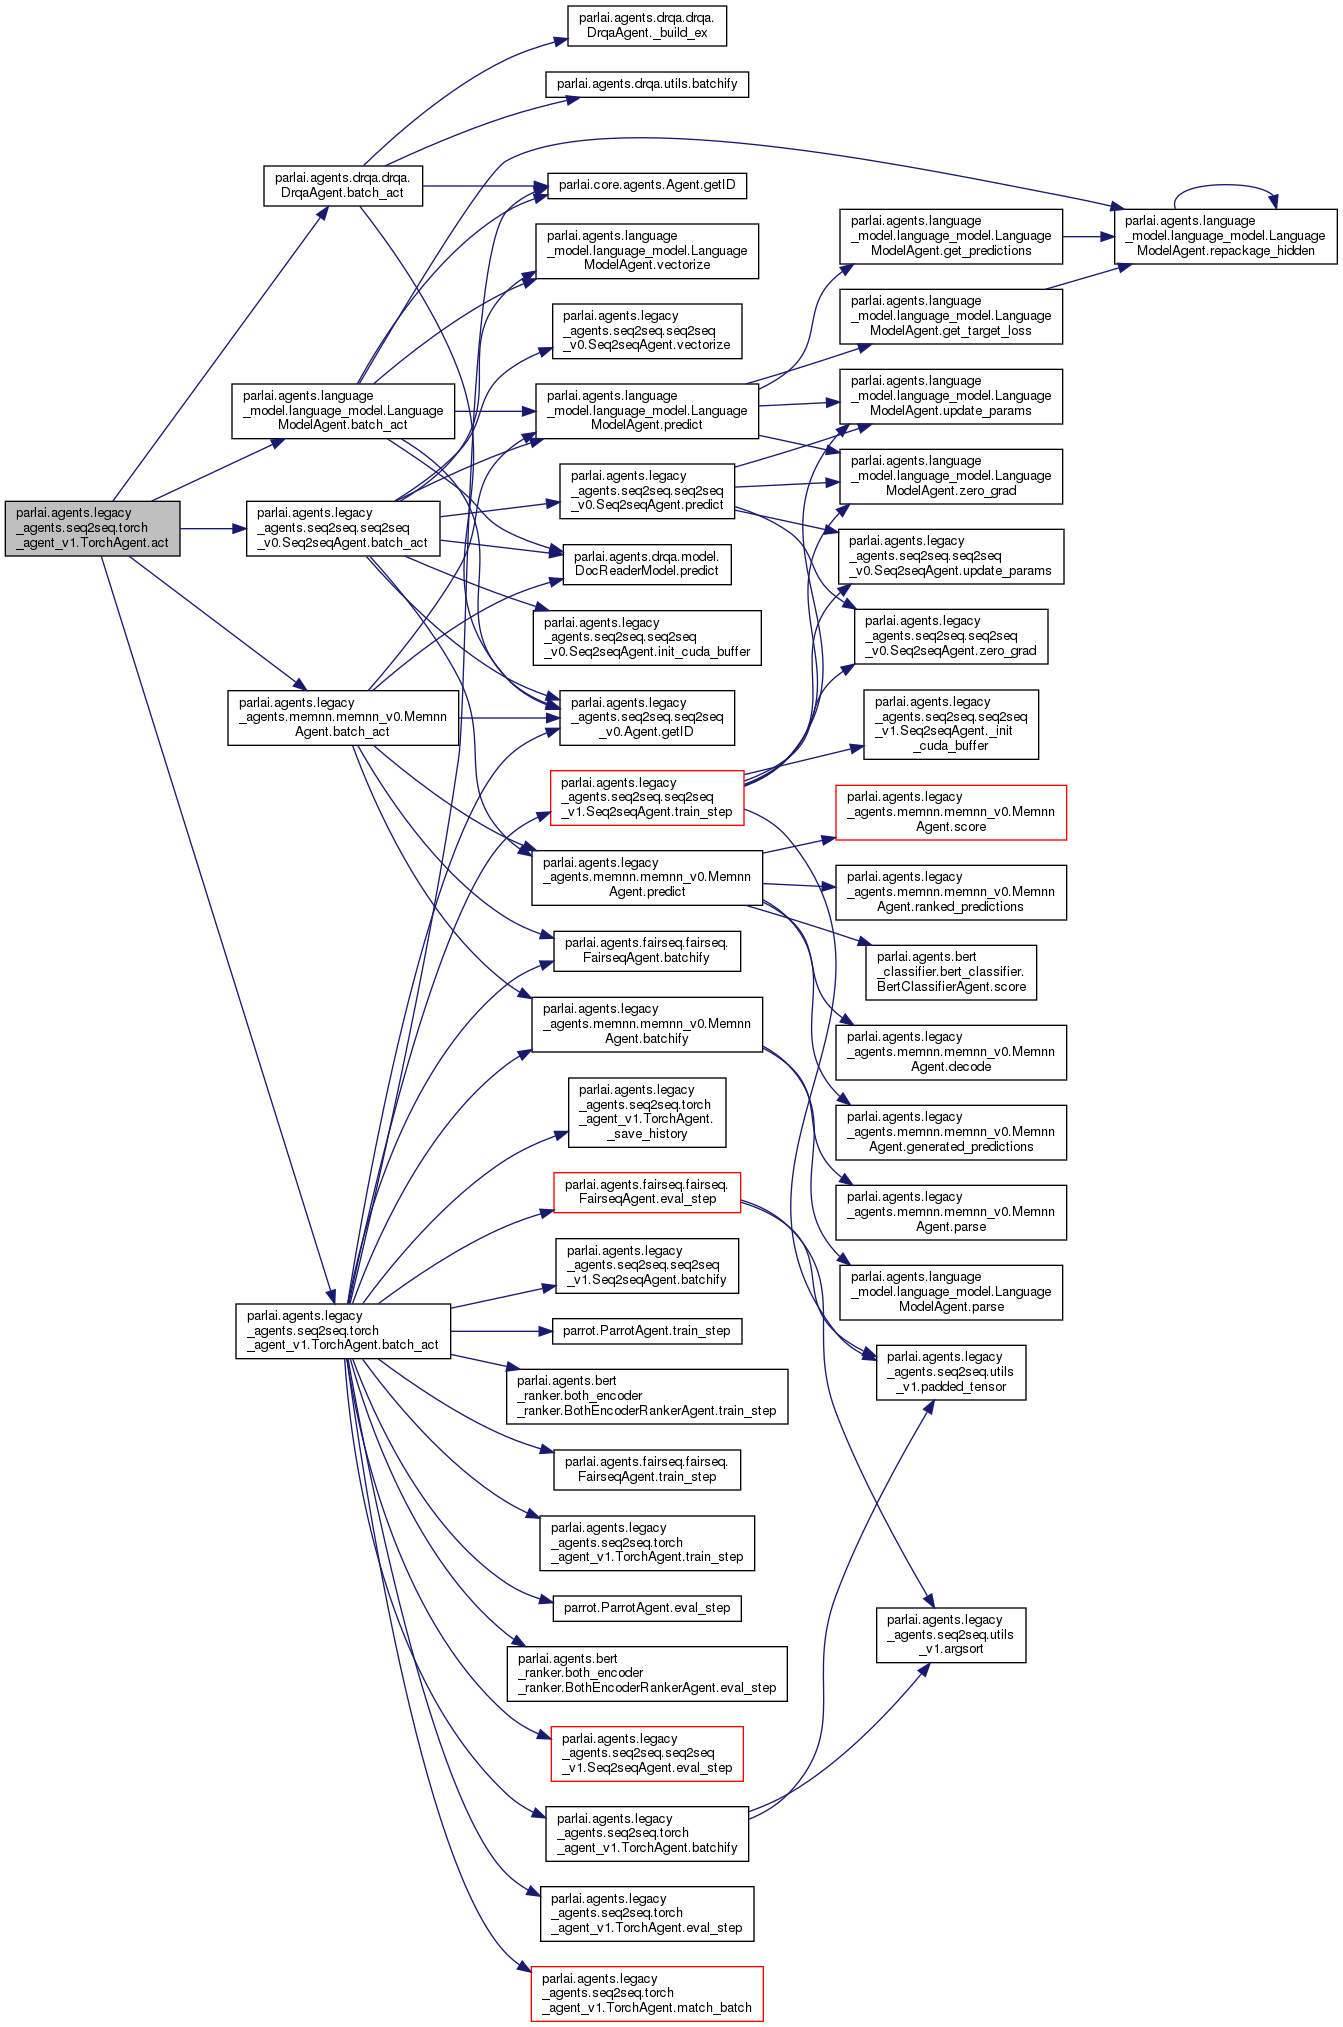 parlai.agents.legacy
_agents.seq2seq.torch
_agent_v1.TorchAgent.act
parlai.agents.drqa.drqa.
DrqaAgent.batch_act
parlai.agents.language
_model.language_model.Language
ModelAgent.batch_act
parlai.agents.legacy
_agents.seq2seq.seq2seq
_v0.Seq2seqAgent.batch_act
parlai.agents.legacy
_agents.memnn.memnn_v0.Memnn
Agent.batch_act
parlai.agents.legacy
_agents.seq2seq.torch
_agent_v1.TorchAgent.batch_act
parlai.agents.drqa.drqa.
DrqaAgent._build_ex
parlai.agents.drqa.utils.batchify
parlai.core.agents.Agent.getID
parlai.agents.language
_model.language_model.Language
ModelAgent.vectorize
parlai.agents.legacy
_agents.seq2seq.seq2seq
_v0.Seq2seqAgent.vectorize
parlai.agents.language
_model.language_model.Language
ModelAgent.predict
parlai.agents.legacy
_agents.seq2seq.seq2seq
_v0.Seq2seqAgent.predict
parlai.agents.drqa.model.
DocReaderModel.predict
parlai.agents.legacy
_agents.seq2seq.seq2seq
_v0.Seq2seqAgent.init_cuda_buffer
parlai.agents.legacy
_agents.seq2seq.seq2seq
_v0.Agent.getID
parlai.agents.legacy
_agents.seq2seq.seq2seq
_v1.Seq2seqAgent.train_step
parlai.agents.legacy
_agents.memnn.memnn_v0.Memnn
Agent.predict
parlai.agents.fairseq.fairseq.
FairseqAgent.batchify
parlai.agents.legacy
_agents.memnn.memnn_v0.Memnn
Agent.batchify
parlai.agents.legacy
_agents.seq2seq.torch
_agent_v1.TorchAgent.
_save_history
parlai.agents.fairseq.fairseq.
FairseqAgent.eval_step
parlai.agents.legacy
_agents.seq2seq.seq2seq
_v1.Seq2seqAgent.batchify
parrot.ParrotAgent.train_step
parlai.agents.bert
_ranker.both_encoder
_ranker.BothEncoderRankerAgent.train_step
parlai.agents.fairseq.fairseq.
FairseqAgent.train_step
parlai.agents.legacy
_agents.seq2seq.torch
_agent_v1.TorchAgent.train_step
parrot.ParrotAgent.eval_step
parlai.agents.bert
_ranker.both_encoder
_ranker.BothEncoderRankerAgent.eval_step
parlai.agents.legacy
_agents.seq2seq.seq2seq
_v1.Seq2seqAgent.eval_step
parlai.agents.legacy
_agents.seq2seq.torch
_agent_v1.TorchAgent.batchify
parlai.agents.legacy
_agents.seq2seq.torch
_agent_v1.TorchAgent.eval_step
parlai.agents.legacy
_agents.seq2seq.torch
_agent_v1.TorchAgent.match_batch
parlai.agents.language
_model.language_model.Language
ModelAgent.get_predictions
parlai.agents.language
_model.language_model.Language
ModelAgent.get_target_loss
parlai.agents.language
_model.language_model.Language
ModelAgent.update_params
parlai.agents.language
_model.language_model.Language
ModelAgent.zero_grad
parlai.agents.legacy
_agents.seq2seq.seq2seq
_v0.Seq2seqAgent.update_params
parlai.agents.legacy
_agents.seq2seq.seq2seq
_v0.Seq2seqAgent.zero_grad
parlai.agents.legacy
_agents.seq2seq.seq2seq
_v1.Seq2seqAgent._init
_cuda_buffer
parlai.agents.legacy
_agents.memnn.memnn_v0.Memnn
Agent.score
parlai.agents.legacy
_agents.memnn.memnn_v0.Memnn
Agent.ranked_predictions
parlai.agents.bert
_classifier.bert_classifier.
BertClassifierAgent.score
parlai.agents.legacy
_agents.memnn.memnn_v0.Memnn
Agent.decode
parlai.agents.legacy
_agents.memnn.memnn_v0.Memnn
Agent.generated_predictions
parlai.agents.legacy
_agents.memnn.memnn_v0.Memnn
Agent.parse
parlai.agents.language
_model.language_model.Language
ModelAgent.parse
parlai.agents.legacy
_agents.seq2seq.utils
_v1.padded_tensor
parlai.agents.legacy
_agents.seq2seq.utils
_v1.argsort
parlai.agents.language
_model.language_model.Language
ModelAgent.repackage_hidden